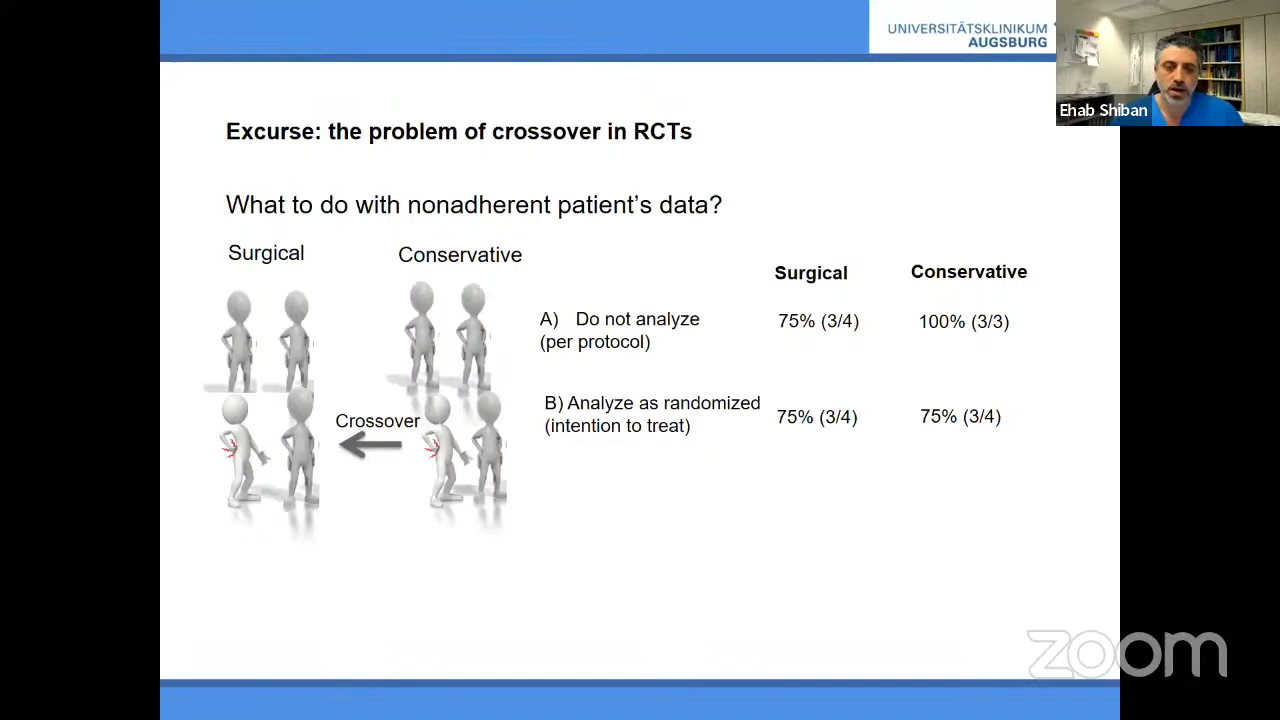 UNIVERSITÄTSKLINIKUM
AUGSBURG
Ehab Shiban
Excurse: the problem of crossover in RCTs
What to do with nonadherent patient's data?
Surgical
Conservative
Surgical
Conservative
A) Do not analyze
(per protocol)
75% (3/4)
100% (3/3)
Crossover
B) Analyze as randomized
(intention to treat)
75% (3/4)
75% (3/4)
zoom